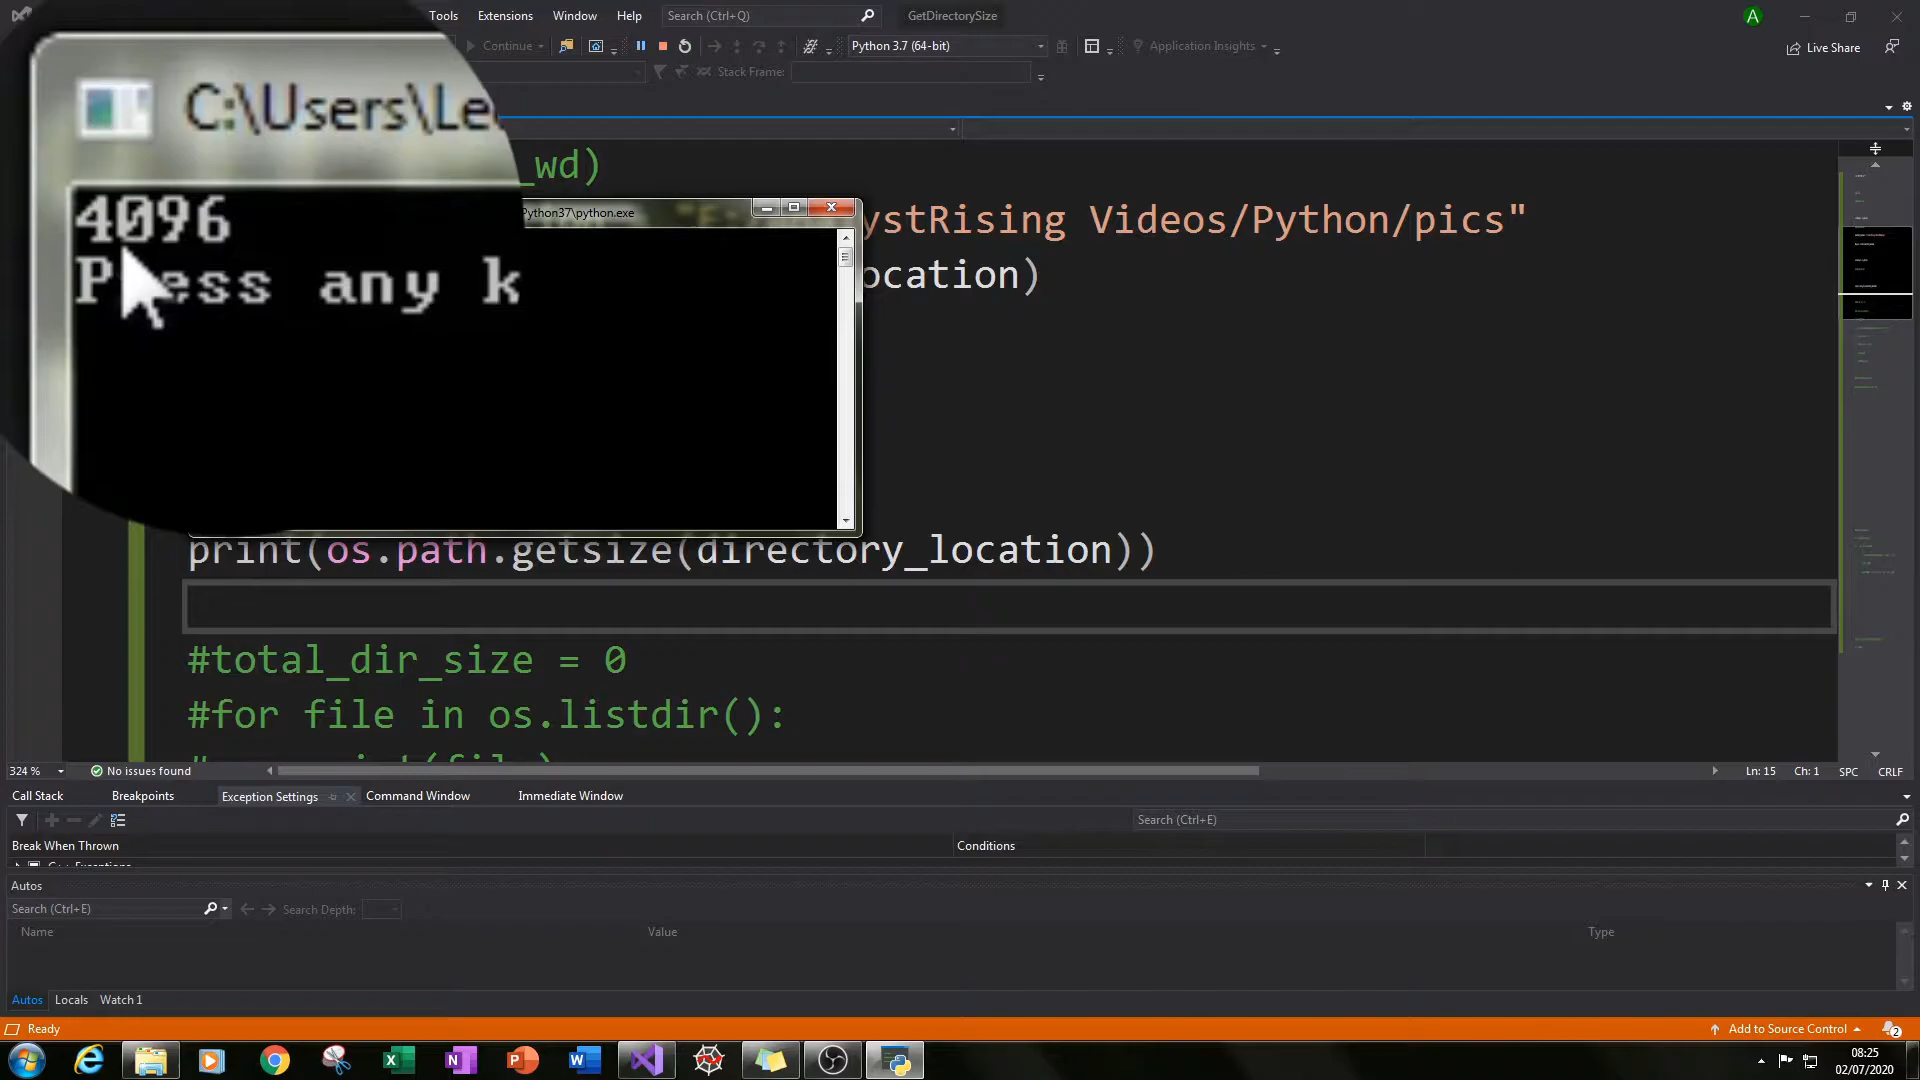 Tools Extensions Window Help Search (Ctrl+Q) GetDirectorySize
Continue Python 3.7 (64-bit) Application Insights Live Share
Stack Frame:
C:\Users\Le
4096
Press any k
Python37\python.exe
_wd)
ystRising Videos/Python/pics"
ocation)
print(os.path.getsize(directory_location))
#total_dir_size = 0
#for file in os.listdir():
324 % No issues found Ln: 15 Ch: 1 SPC CRLF
Call Stack Breakpoints Exception Settings Command Window Immediate Window
Search (Ctrl+E)
Break When Thrown Conditions
C++ Exceptions
Autos
Search (Ctrl+E) Search Depth:
Name Value Type
Autos Locals Watch 1
Ready Add to Source Control 2
08:25
02/07/2020